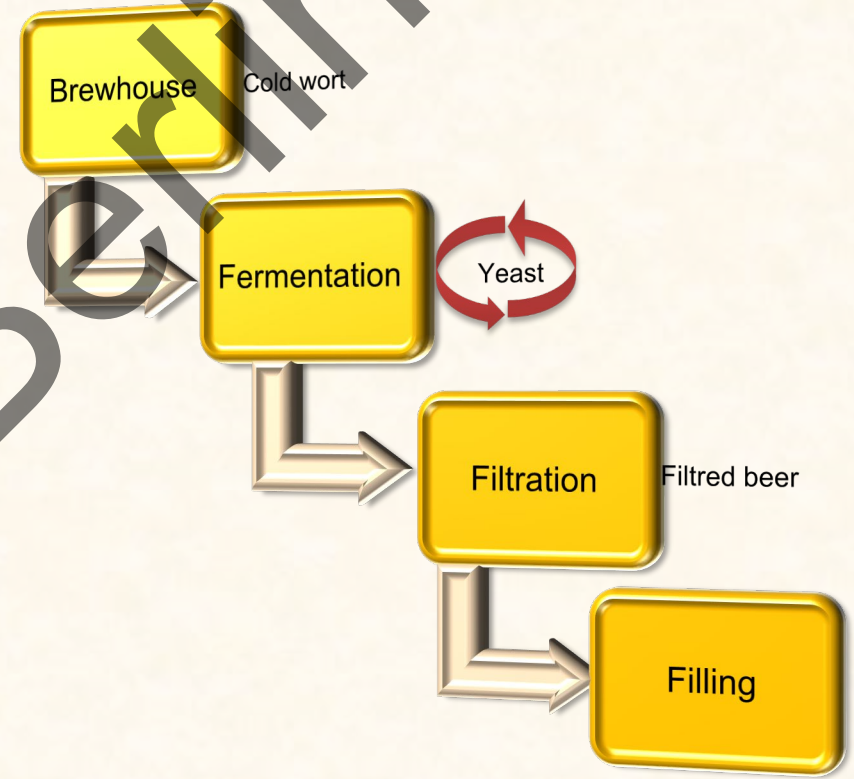 Brewhouse
Cold wort
Fermentation
Yeast
Filtration
Filtred beer
Filling